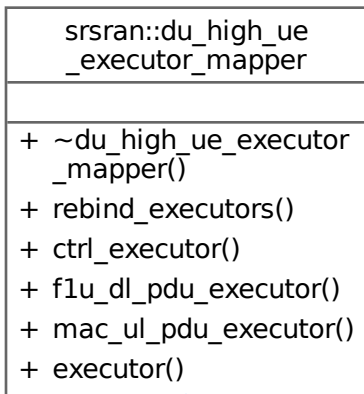 srsran::du_high_ue
_executor_mapper
+ ~du_high_ue_executor
_mapper()
+ rebind_executors()
+ ctrl_executor()
+ f1u_dl_pdu_executor()
+ mac_ul_pdu_executor()
+ executor()